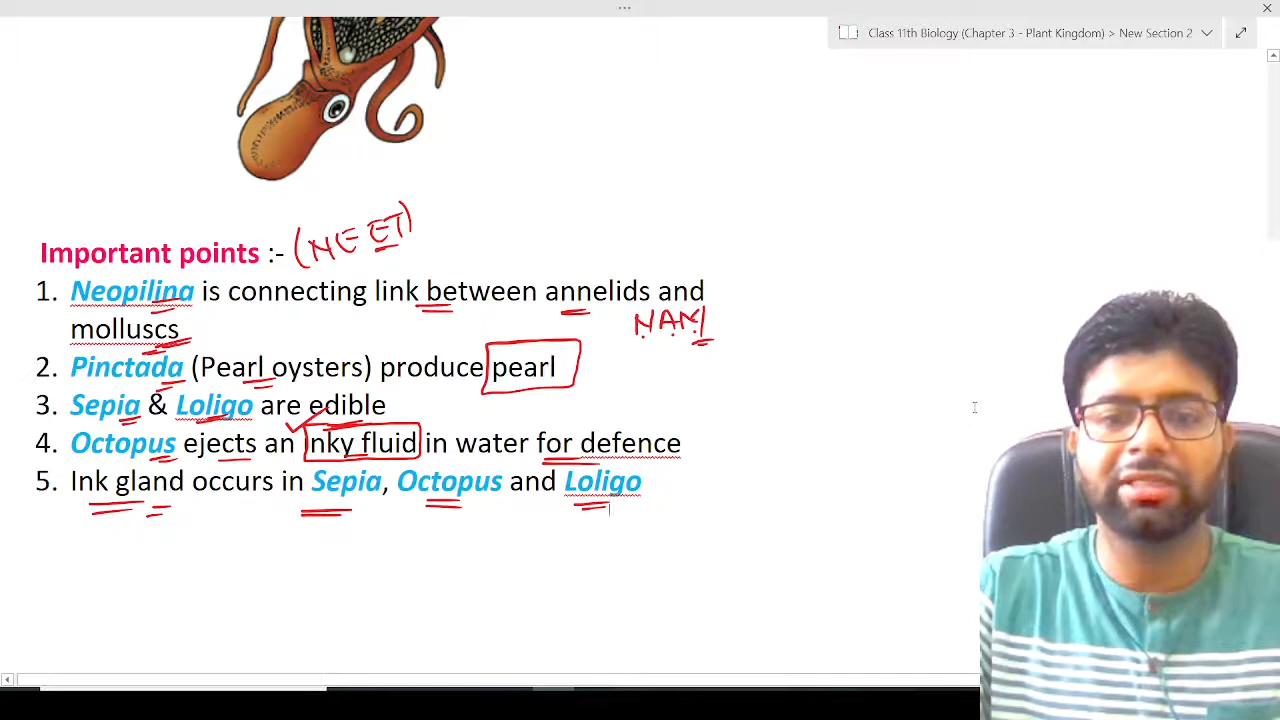 Class 11th Biology (Chapter 3 - Plant Kingdom) > New Section 2
Important points :- (NEET)
1. Neopilina is connecting link between annelids and
molluscs
NAM
2. Pinctada (Pearl oysters) produce pearl
3. Sepia & Loligo are edible
4. Octopus ejects an inky fluid in water for defence
5. Ink gland occurs in Sepia, Octopus and Loligo